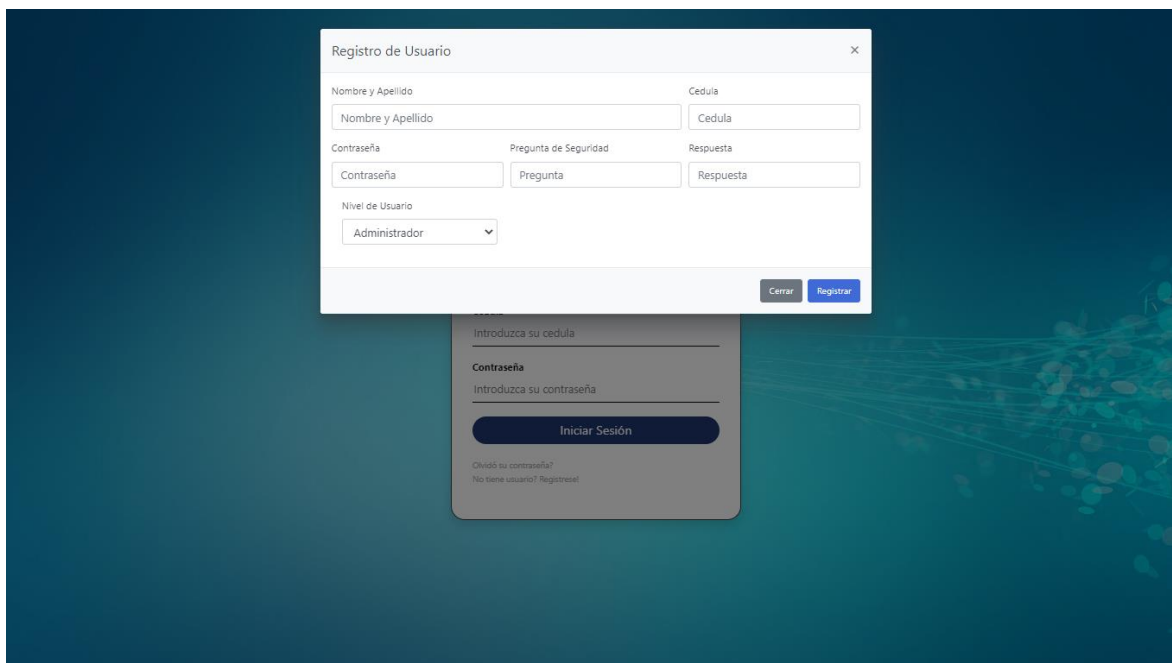 Registro de Usuario ×
Nombre y Apellido Cedula
Nombre y Apellido Cedula
Contraseña Pregunta de Seguridad Respuesta
Contraseña Pregunta Respuesta
Nivel de Usuario
Administrador
Cerrar Registrar
Introduzca su cedula
Contraseña
Introduzca su contraseña
Iniciar Sesión
Olvidó su contraseña?
No tiene usuario? Registrese!